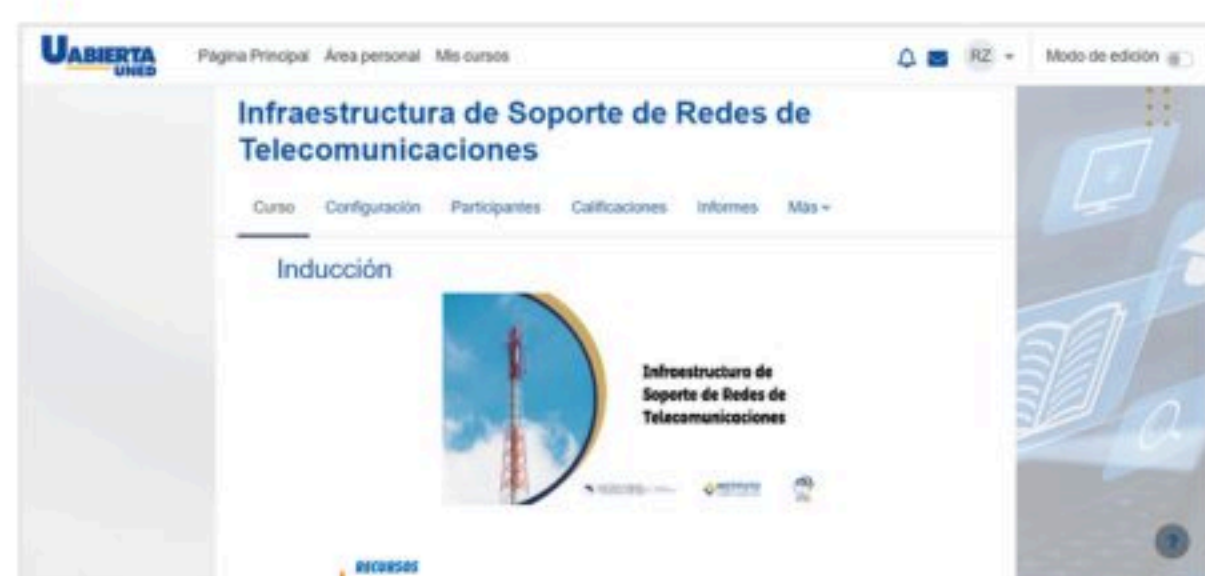 UABIERTA
UNED
Página Principal Área personal Mis cursos
RZ
Modo de edición
Infraestructura de Soporte de Redes de
Telecomunicaciones
Curso Configuración Participantes Calificaciones Informes Más
Inducción
Infraestructura de
Soporte de Redes de
Telecomunicaciones
INSTITUTO
RECURSOS
?